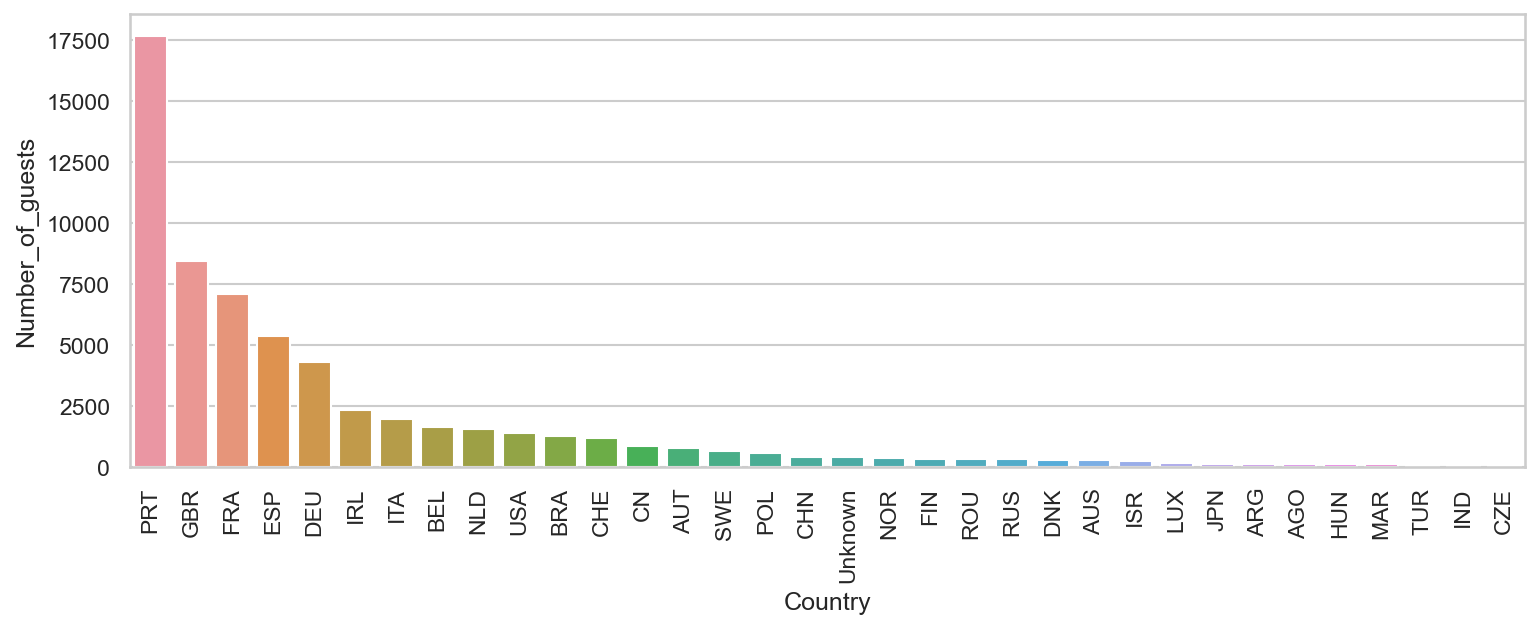 17500
15000
12500
10000
7500
5000
2500
0
Number_of_guests
PRT GBR FRA ESP DEU IRL ITA BEL NLD USA BRA CHE CN AUT SWE POL CHN Unknown NOR FIN ROU RUS DNK AUS ISR LUX JPN ARG AGO HUN MAR TUR IND CZE
Country